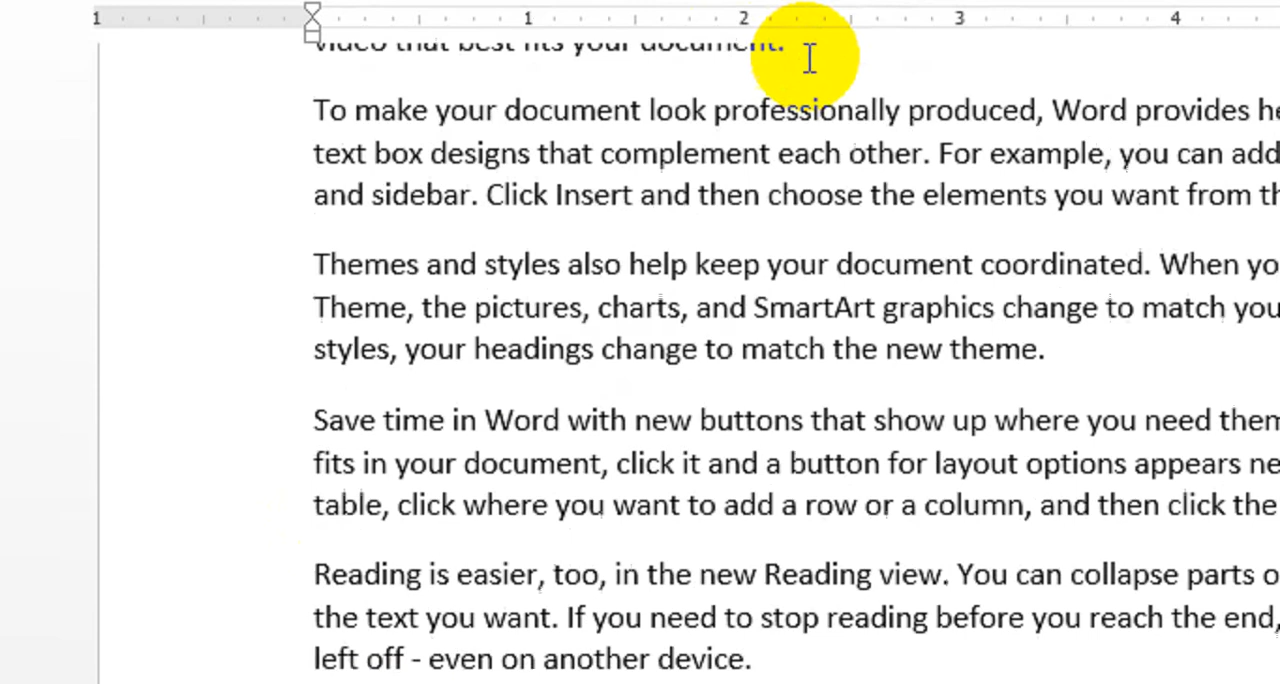 1 1 2 3 4
video that best fits your document.
To make your document look professionally produced, Word provides
text box designs that complement each other. For example, you can add
and sidebar. Click Insert and then choose the elements you want from
Themes and styles also help keep your document coordinated. When
Theme, the pictures, charts, and SmartArt graphics change to match
styles, your headings change to match the new theme.
Save time in Word with new buttons that show up where you need
fits in your document, click it and a button for layout options appears
table, click where you want to add a row or a column, and then click the
Reading is easier, too, in the new Reading view. You can collapse parts
the text you want. If you need to stop reading before you reach the end,
left off - even on another device.